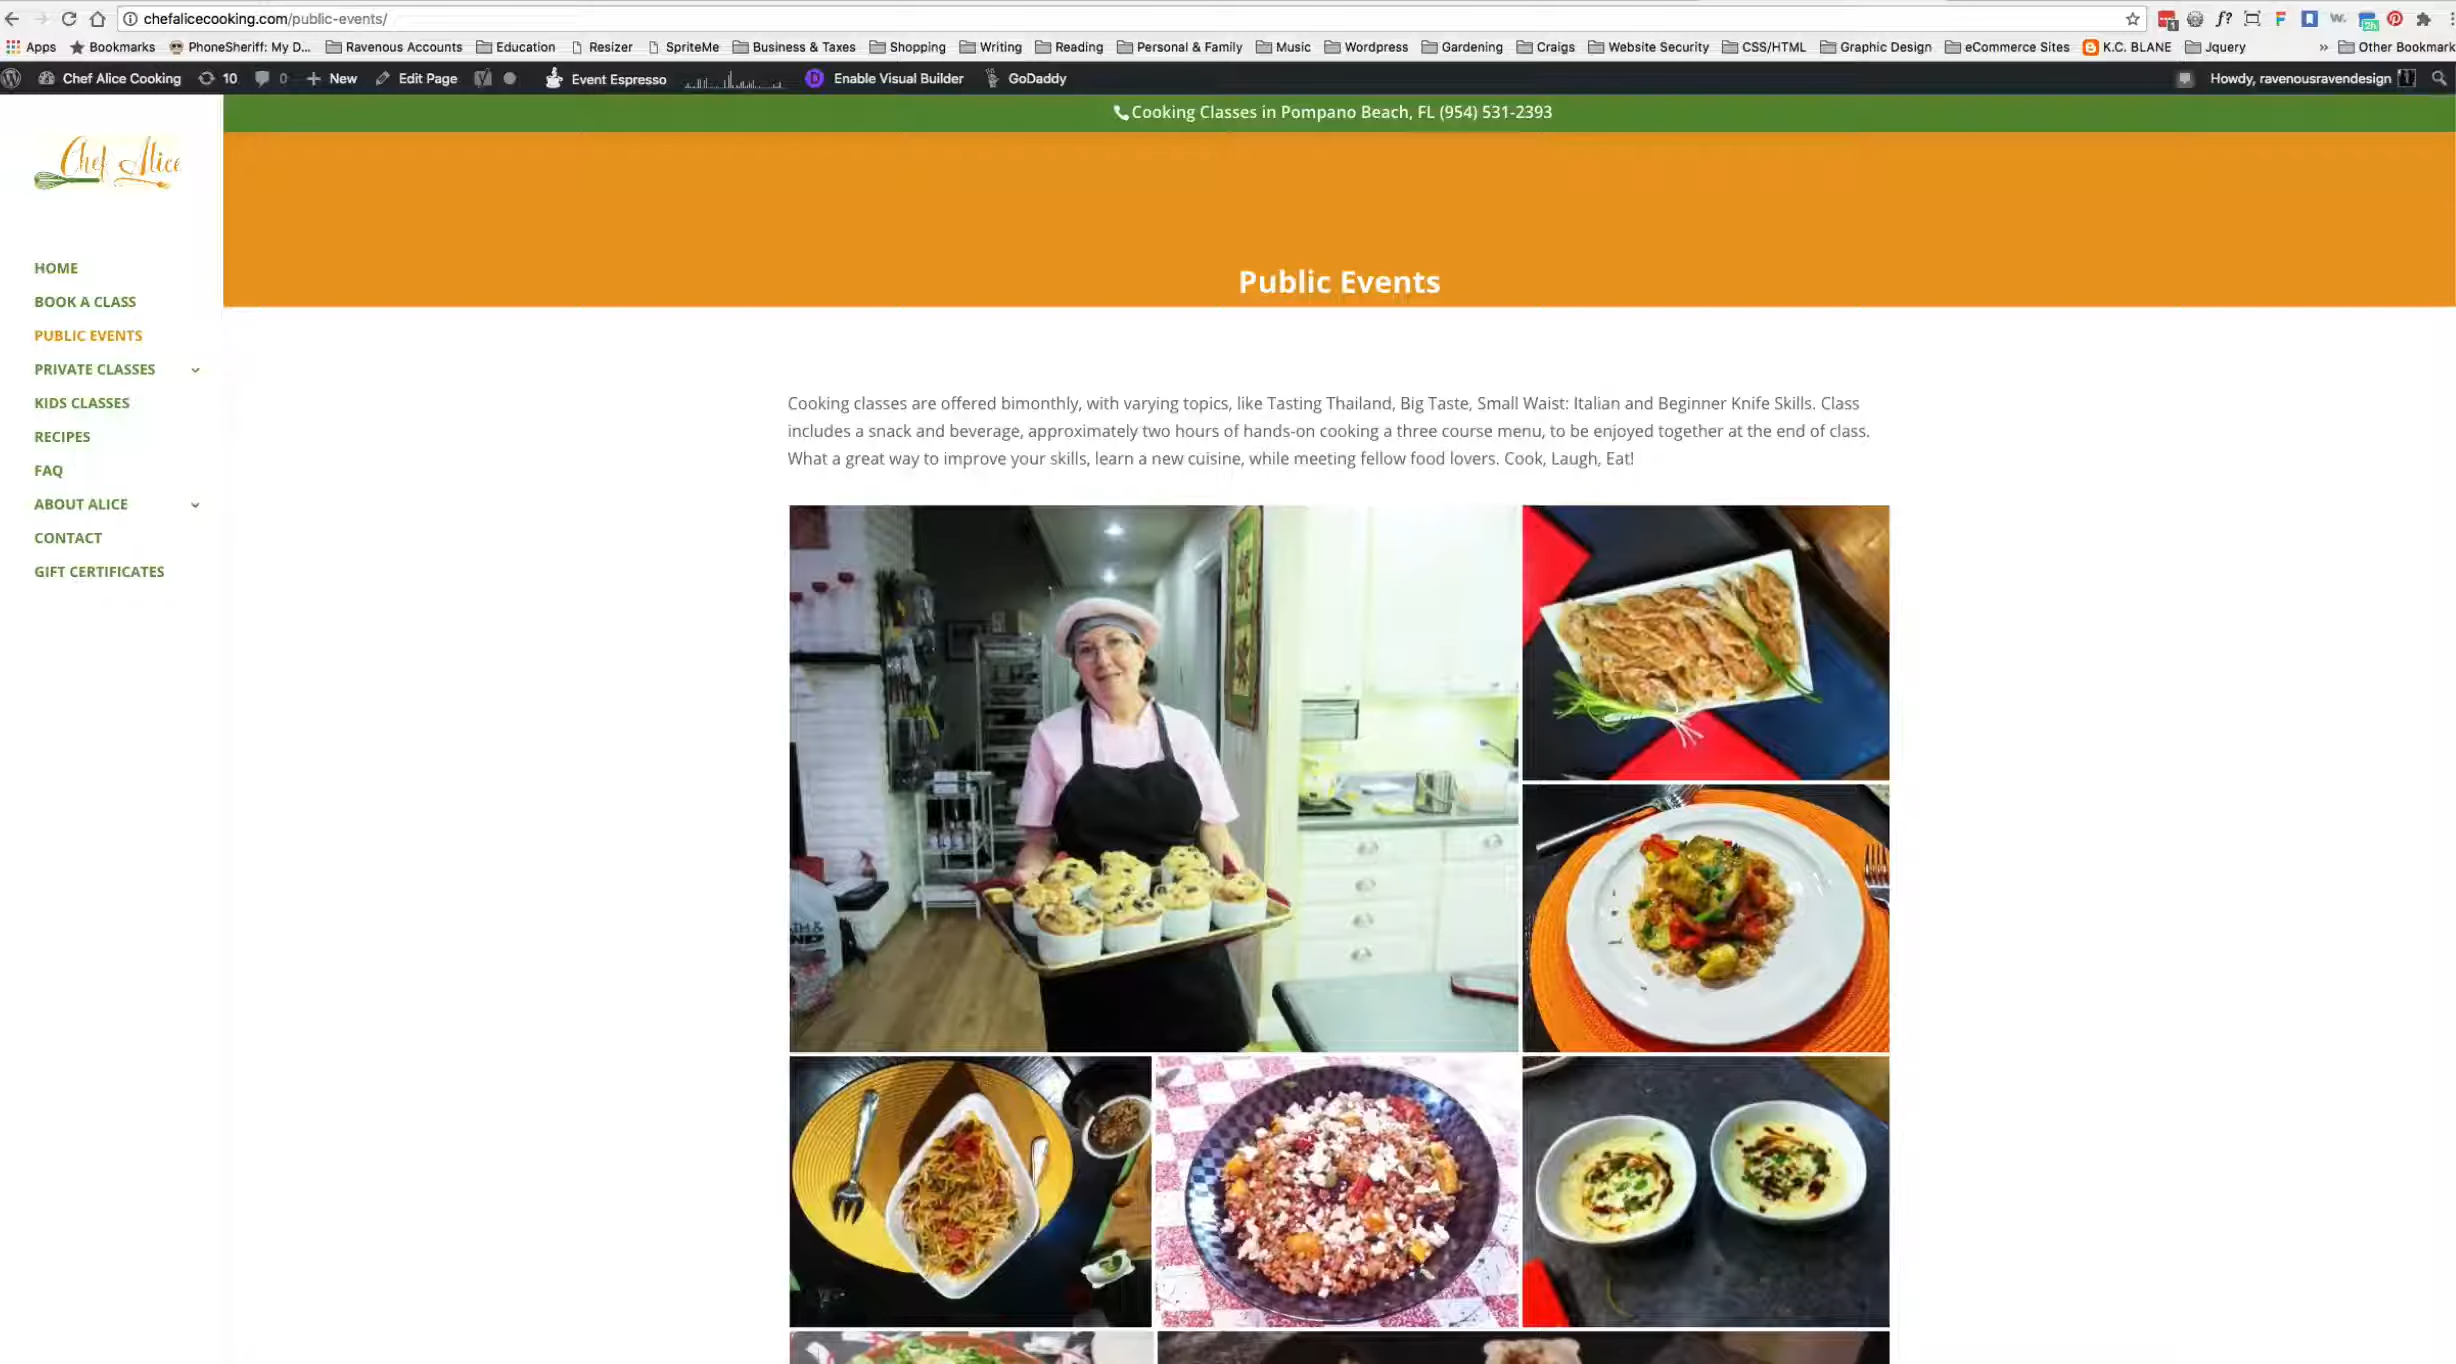 chefalicecooking.com/public-events/
Apps Bookmarks PhoneSheriff: My D... Ravenous Accounts Education Resizer SpriteMe Business & Taxes Shopping Writing Reading Personal & Family Music Wordpress Gardening Craigs Website Security CSS/HTML Graphic Design eCommerce Sites K.C. BLANE Jquery » Other Bookmark
Chef Alice Cooking 10 0 New Edit Page Event Espresso Enable Visual Builder GoDaddy Howdy, ravenousravendesign
Cooking Classes in Pompano Beach, FL (954) 531-2393
Chef Alice
HOME
BOOK A CLASS
PUBLIC EVENTS
PRIVATE CLASSES
KIDS CLASSES
RECIPES
FAQ
ABOUT ALICE
CONTACT
GIFT CERTIFICATES
Public Events
Cooking classes are offered bimonthly, with varying topics, like Tasting Thailand, Big Taste, Small Waist: Italian and Beginner Knife Skills. Class
includes a snack and beverage, approximately two hours of hands-on cooking a three course menu, to be enjoyed together at the end of class.
What a great way to improve your skills, learn a new cuisine, while meeting fellow food lovers. Cook, Laugh, Eat!